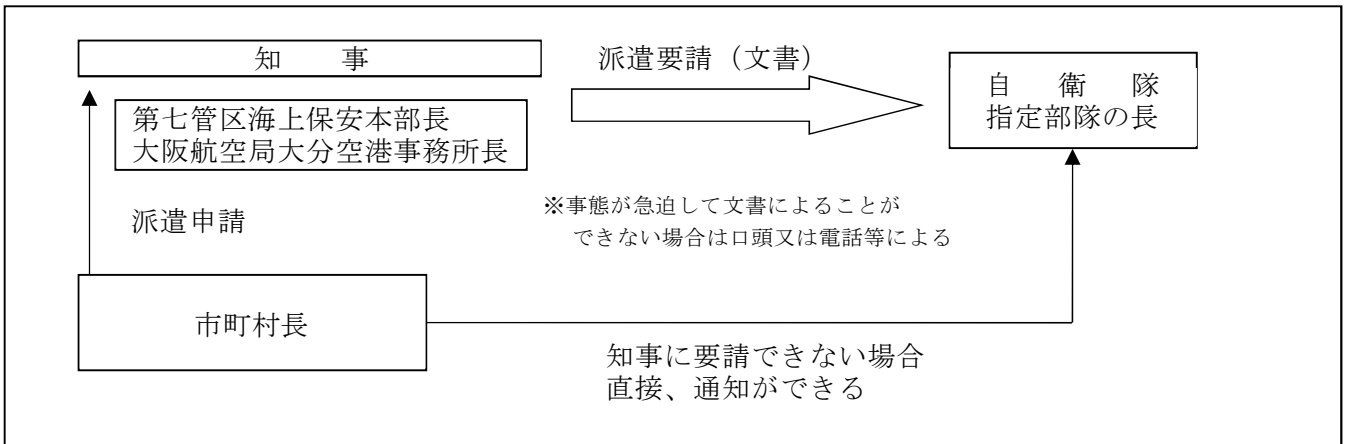 知　　事
派遣要請（文書）
自　衛　隊
指定部隊の長
第七管区海上保安本部長
大阪航空局大分空港事務所長
派遣申請
※事態が急迫して文書によることが
できない場合は口頭又は電話等による
市町村長
知事に要請できない場合
直接、通知ができる